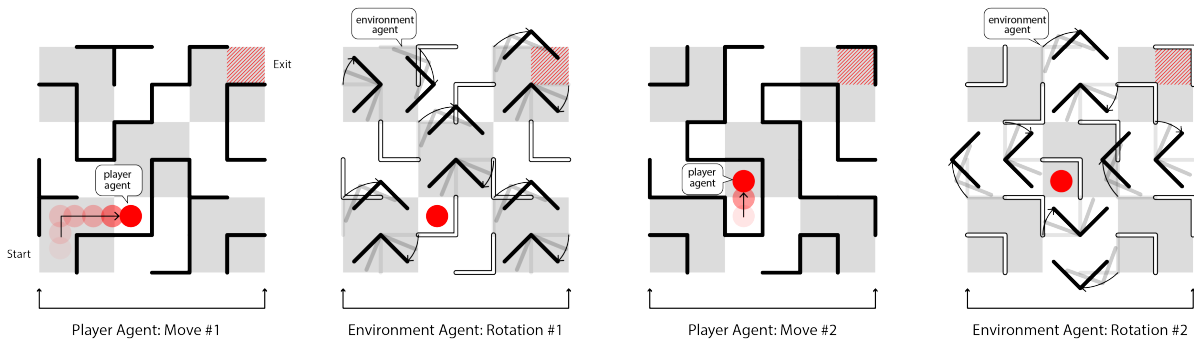 environment
agent
environment
agent
Exit
player
agent
player
agent
Start
Player Agent: Move #1
Environment Agent: Rotation #1
Player Agent: Move #2
Environment Agent: Rotation #2